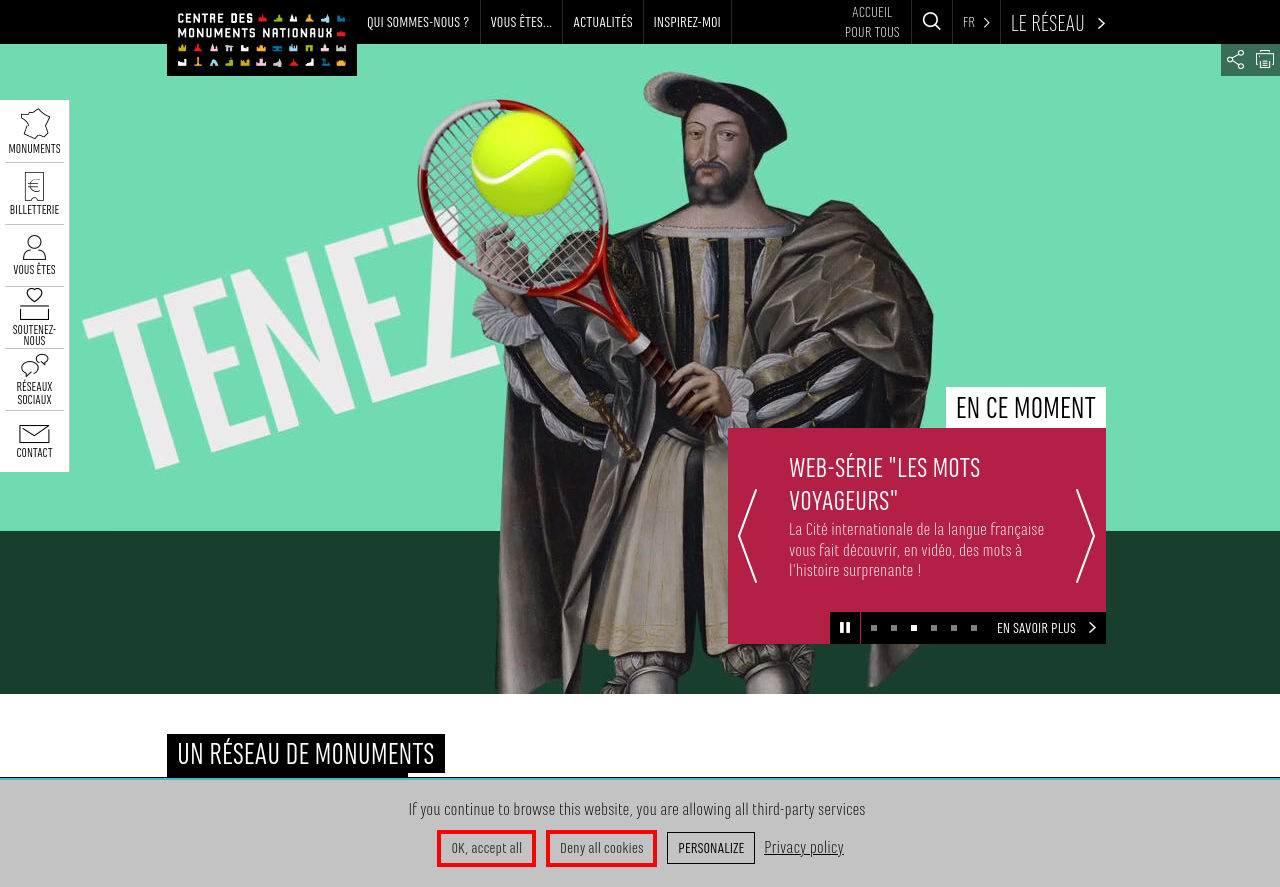 CENTRE DES
MONUMENTS NATIONAUX
QUI SOMMES-NOUS ?
VOUS ÊTES...
ACTUALITÉS
INSPIREZ-MOI
ACCUEIL
POUR TOUS
FR
LE RÉSEAU
MONUMENTS
BILLETTERIE
VOUS ÊTES
SOUTENEZ-
NOUS
RÉSEAUX
SOCIAUX
CONTACT
TENEZ
EN CE MOMENT
WEB-SÉRIE "LES MOTS
VOYAGEURS"
La Cité internationale de la langue française
vous fait découvrir, en vidéo, des mots à
l'histoire surprenante !
EN SAVOIR PLUS
UN RÉSEAU DE MONUMENTS
If you continue to browse this website, you are allowing all third-party services
OK, accept all
Deny all cookies
PERSONALIZE
Privacy policy